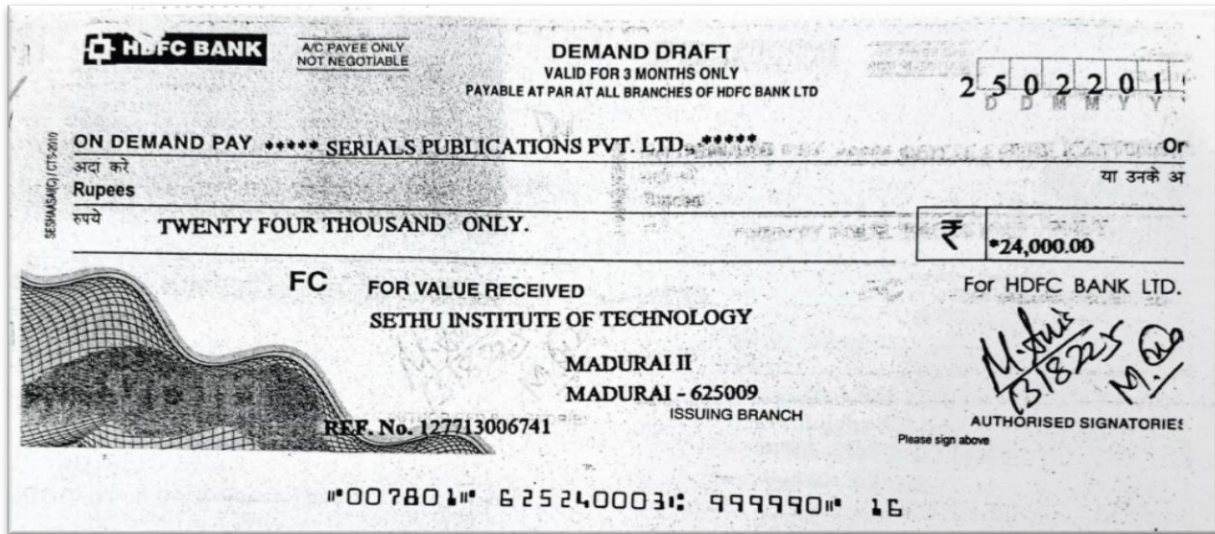 HDFC BANK
A/C PAYEE ONLY
NOT NEGOTIABLE
DEMAND DRAFT
VALID FOR 3 MONTHS ONLY
PAYABLE AT PAR AT ALL BRANCHES OF HDFC BANK LTD
2 5 0 2 2 0 1
D D M M Y Y
ON DEMAND PAY ***** SERIALS PUBLICATIONS PVT. LTD. ***** Or
अदा करे या उनके अ
Rupees
रुपये TWENTY FOUR THOUSAND ONLY. ₹ *24,000.00
SESHAASAI(C) / CTS-2010
FC FOR VALUE RECEIVED For HDFC BANK LTD.
SETHU INSTITUTE OF TECHNOLOGY
MADURAI II
MADURAI - 625009
ISSUING BRANCH
REF. No. 127713006741
AUTHORISED SIGNATORIES
Please sign above
⑈007801⑈ 625240003⑆ 999990⑈ 16